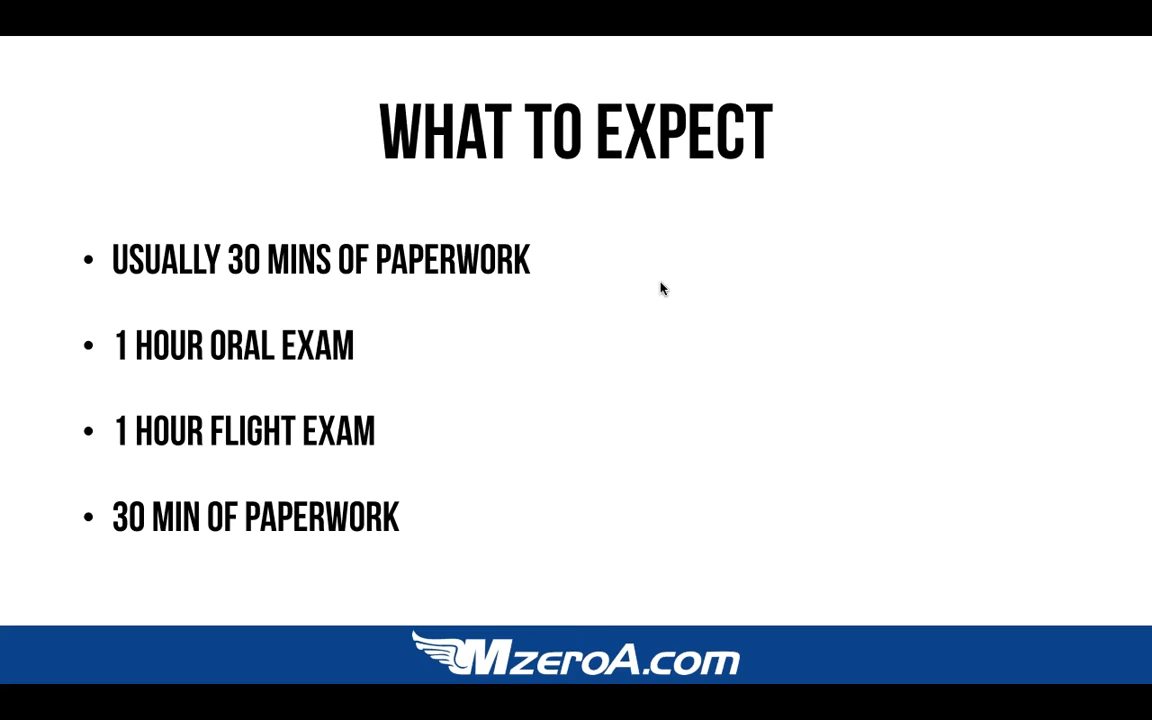 WHAT TO EXPECT
• USUALLY 30 MINS OF PAPERWORK
• 1 HOUR ORAL EXAM
• 1 HOUR FLIGHT EXAM
• 30 MIN OF PAPERWORK
MzeroA.com